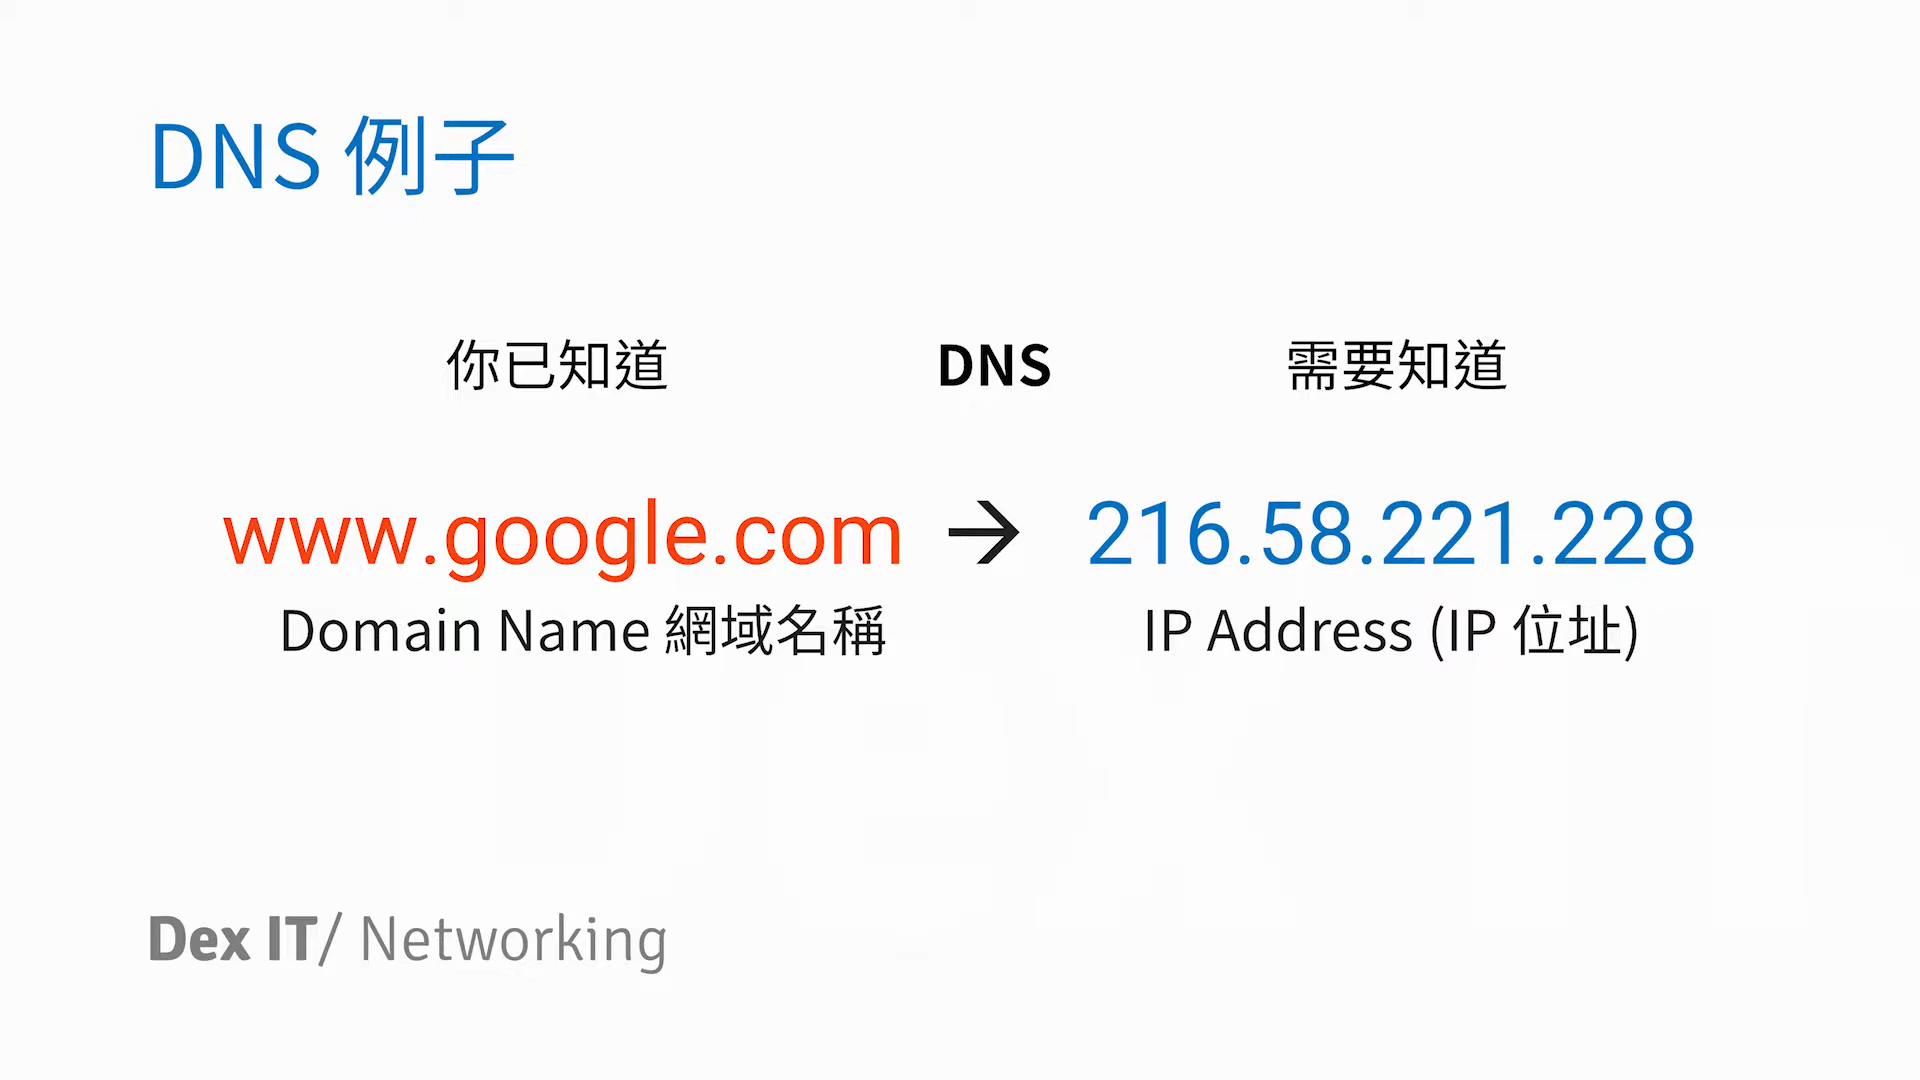 DNS 例子
你已知道 DNS 需要知道
www.google.com → 216.58.221.228
Domain Name 網域名稱 IP Address (IP 位址)
Dex IT/ Networking